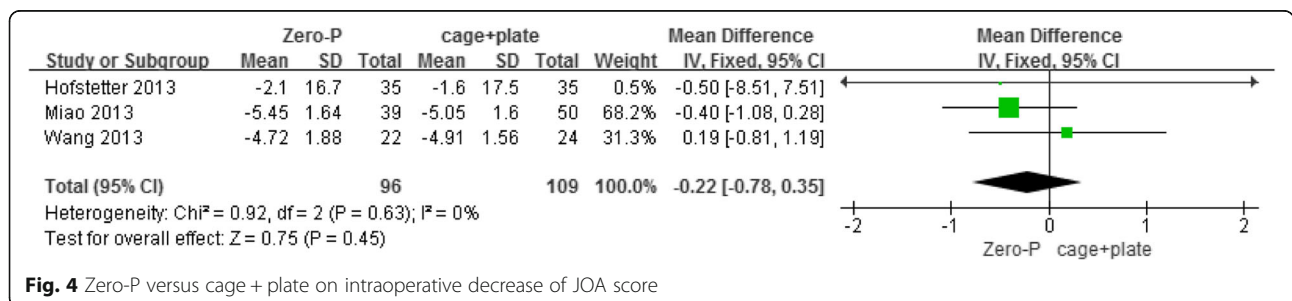 Zero-P cage+plate Mean Difference Mean Difference
Study or Subgroup Mean SD Total Mean SD Total Weight IV, Fixed, 95% CI IV, Fixed, 95% CI
Hofstetter 2013 -2.1 16.7 35 -1.6 17.5 35 0.5% -0.50 [-8.51, 7.51]
Miao 2013 -5.45 1.64 39 -5.05 1.6 50 68.2% -0.40 [-1.08, 0.28]
Wang 2013 -4.72 1.88 22 -4.91 1.56 24 31.3% 0.19 [-0.81, 1.19]
Total (95% CI) 96 109 100.0% -0.22 [-0.78, 0.35]
Heterogeneity: Chi² = 0.92, df = 2 (P = 0.63); I² = 0%
Test for overall effect: Z = 0.75 (P = 0.45)
-2 -1 0 1 2
Zero-P cage+plate
Fig. 4 Zero-P versus cage + plate on intraoperative decrease of JOA score